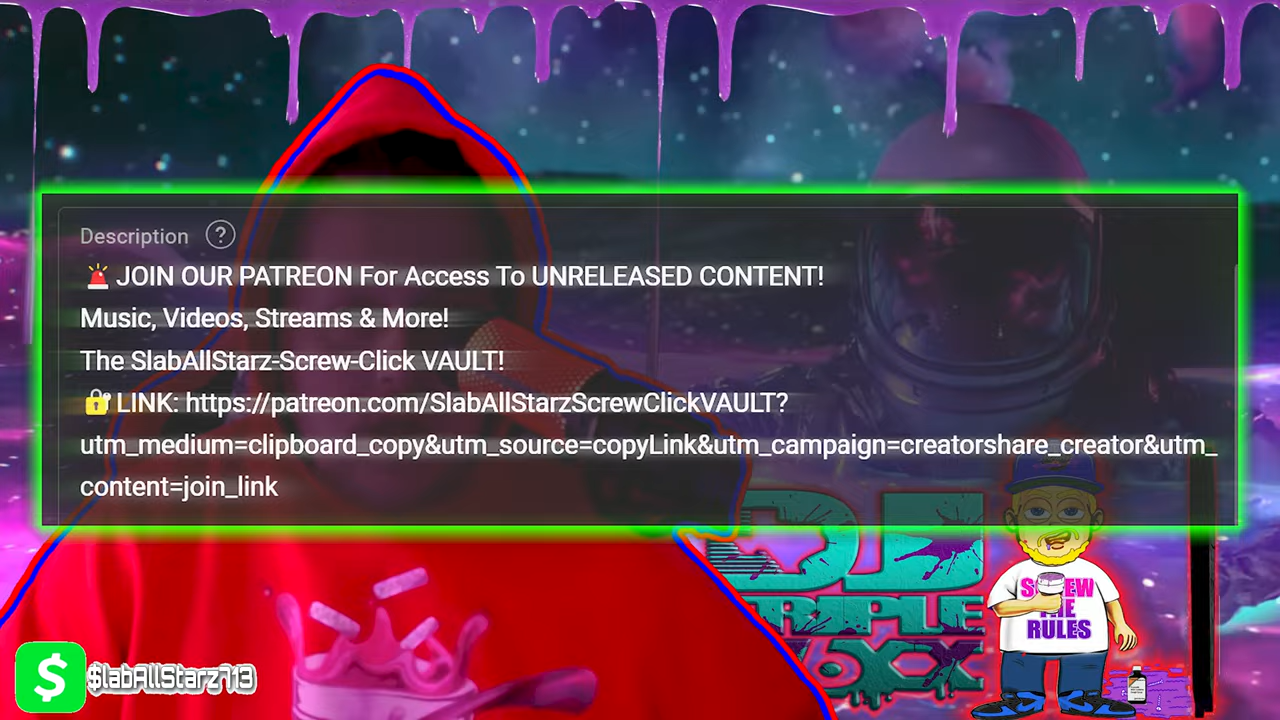 Description ?
🚨 JOIN OUR PATREON For Access To UNRELEASED CONTENT!
Music, Videos, Streams & More!
The SlabAllStarz-Screw-Click VAULT!
🔐 LINK: https://patreon.com/SlabAllStarzScrewClickVAULT?
utm_medium=clipboard_copy&utm_source=copyLink&utm_campaign=creatorshare_creator&utm_
content=join_link
DJ
TRIPLE
6XX
SCREW
THE
RULES
$ $labAllStarz713